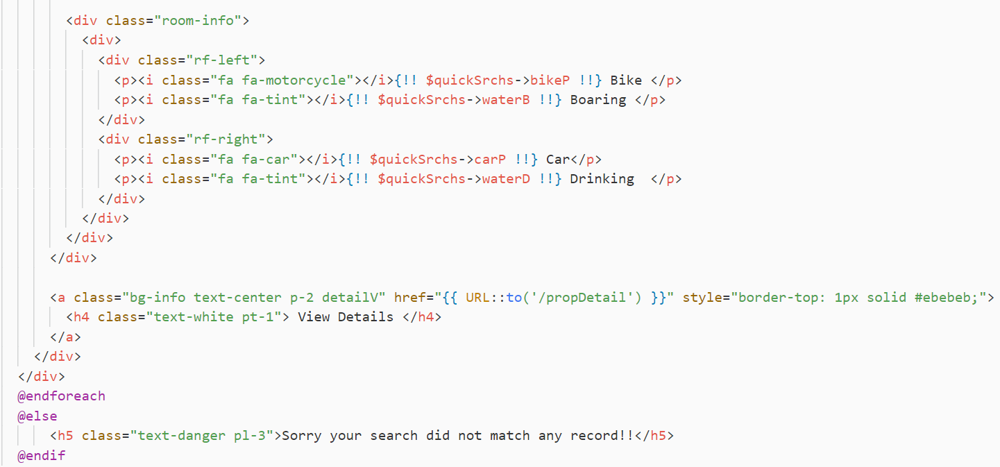 <div class="room-info">
<div>
<div class="rf-left">
<p><i class="fa fa-motorcycle"></i>{!! $quickSrchs->bikeP !!} Bike </p>
<p><i class="fa fa-tint"></i>{!! $quickSrchs->waterB !!} Boaring </p>
</div>
<div class="rf-right">
<p><i class="fa fa-car"></i>{!! $quickSrchs->carP !!} Car</p>
<p><i class="fa fa-tint"></i>{!! $quickSrchs->waterD !!} Drinking  </p>
</div>
</div>
</div>
</div>
<a class="bg-info text-center p-2 detailV" href="{{ URL::to('/propDetail') }}" style="border-top: 1px solid #ebebeb;">
<h4 class="text-white pt-1"> View Details </h4>
</a>
</div>
</div>
@endforeach
@else
<h5 class="text-danger pl-3">Sorry your search did not match any record!!</h5>
@endif